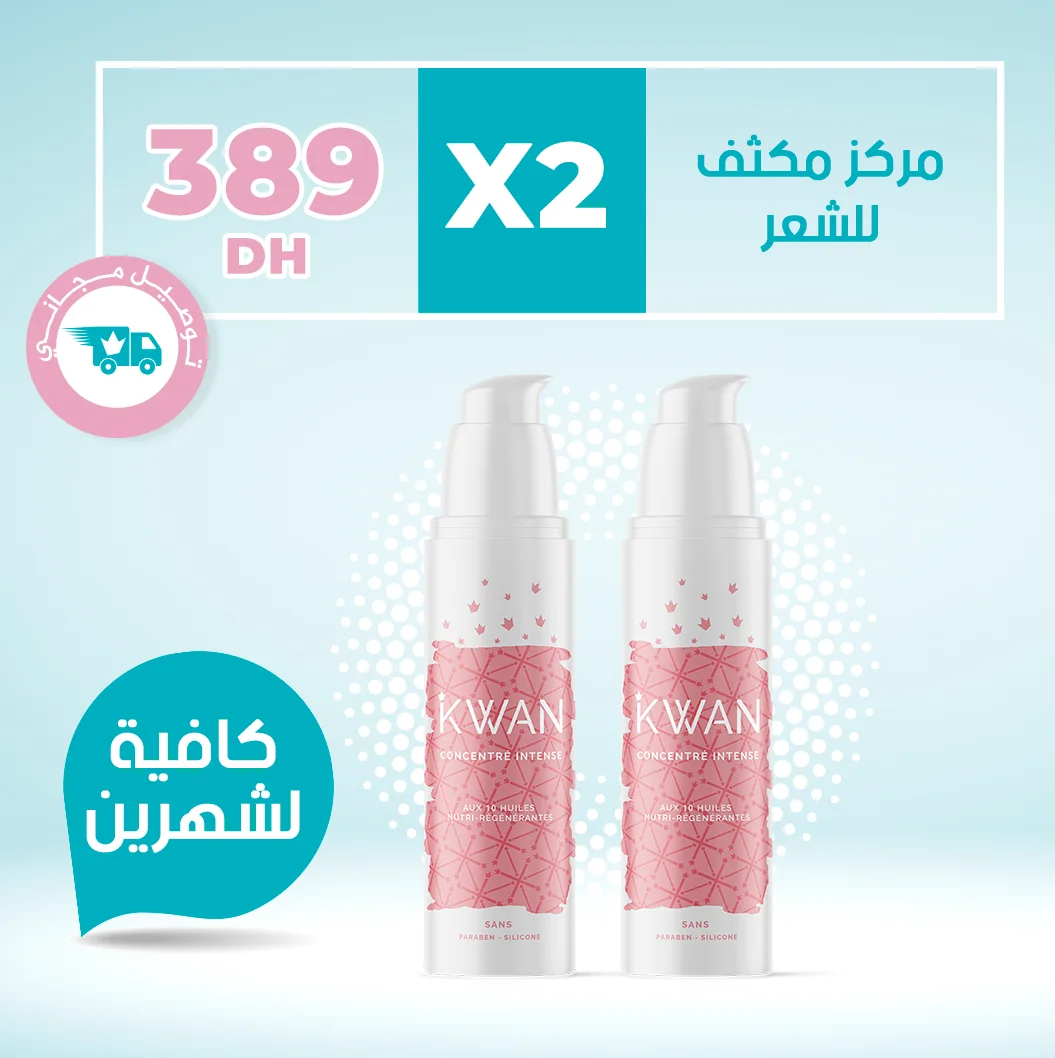 389
DH
X2
مركز مكثف
للشعر
توصيل مجاني
KWAN
CONCENTRÉ INTENSE
AUX 10 HUILES
NUTRI-RÉGÉNÉRANTES
SANS
PARABEN - SILICONE
KWAN
CONCENTRÉ INTENSE
AUX 10 HUILES
NUTRI-RÉGÉNÉRANTES
SANS
PARABEN - SILICONE
كافية
لشهرين